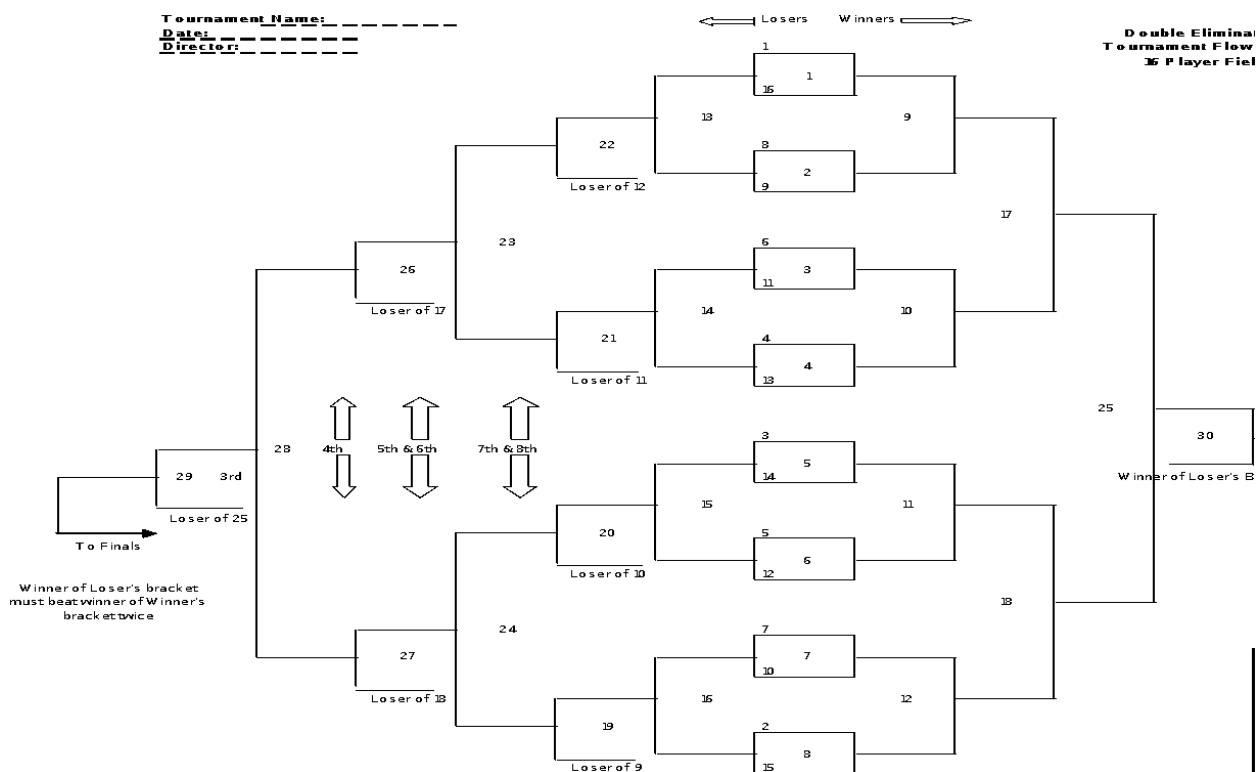 Tournament Name:
Date:
Director:
Losers Winners
Double Eliminat
Tournament Flow
16 Player Fiel
1
1
16
13
9
22
8
2
9
Loser of 12
17
23
6
3
11
26
14
10
Loser of 17
21
4
4
13
Loser of 11
25
28
4th
5th & 6th
7th & 8th
3
5
14
30
Winner of Loser's B
29 3rd
15
11
Loser of 25
20
5
6
12
To Finals
Loser of 10
Winner of Loser's bracket
must beat winner of Winner's
bracket twice
18
24
7
7
10
27
Loser of 18
16
12
19
2
8
15
Loser of 9